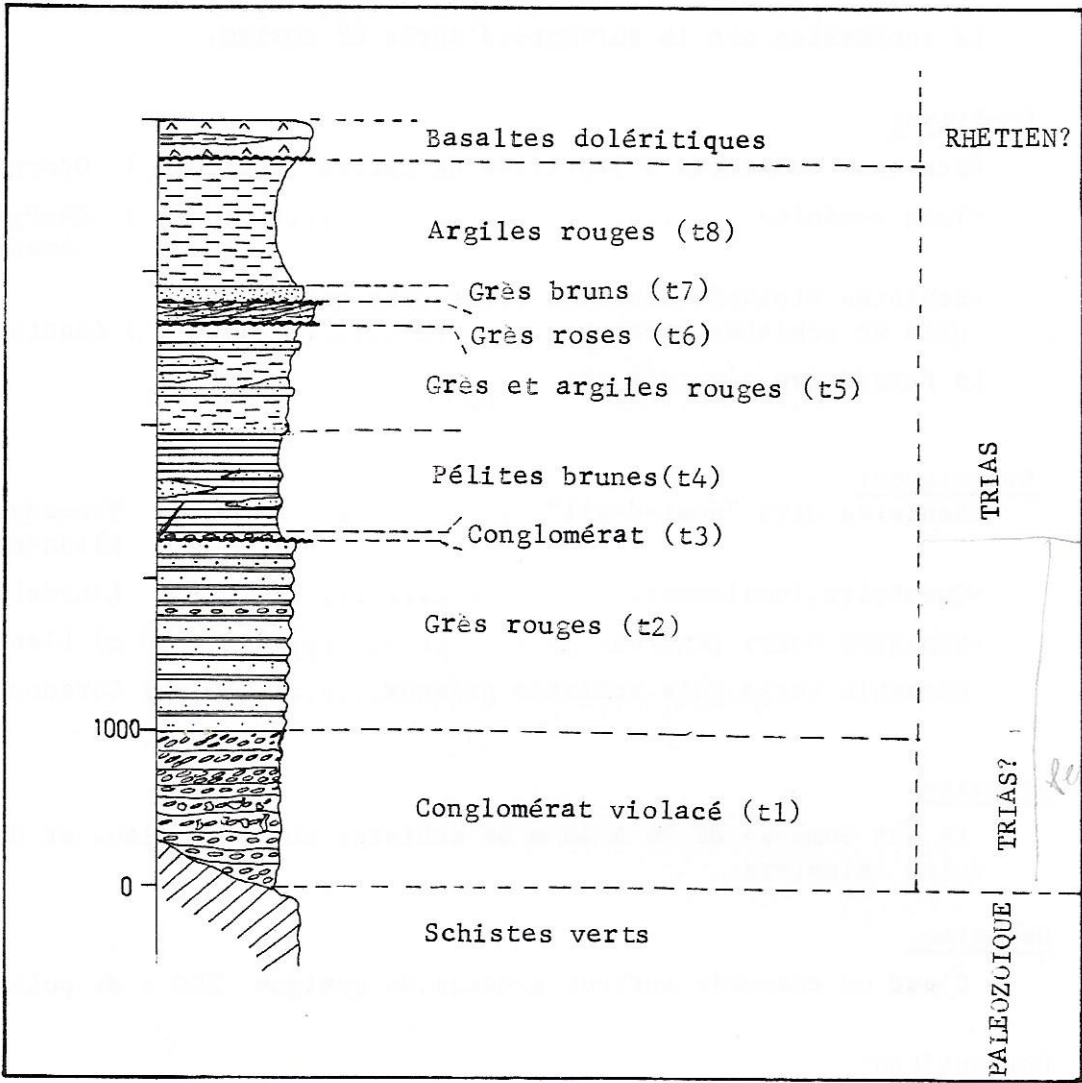 Basaltes doléritiques
RHETIEN?
Argiles rouges (t8)
Grès bruns (t7)
Grès roses (t6)
Grès et argiles rouges (t5)
Pélites brunes(t4)
TRIAS
Conglomérat (t3)
Grès rouges (t2)
1000
Conglomérat violacé (t1)
TRIAS?
0
Schistes verts
PALEOZOIQUE